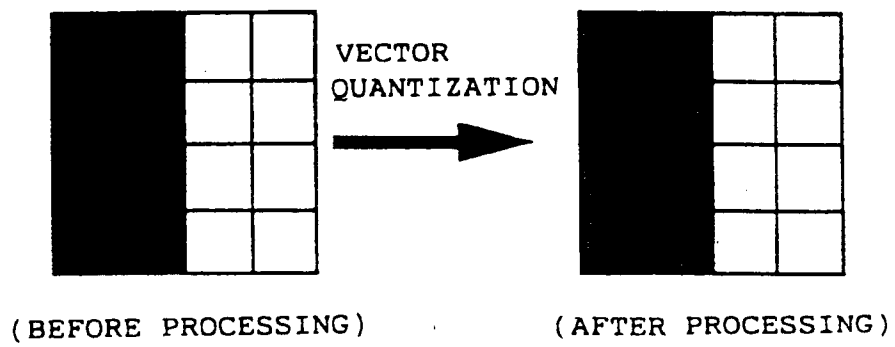 VECTOR
QUANTIZATION
(BEFORE PROCESSING)
(AFTER PROCESSING)